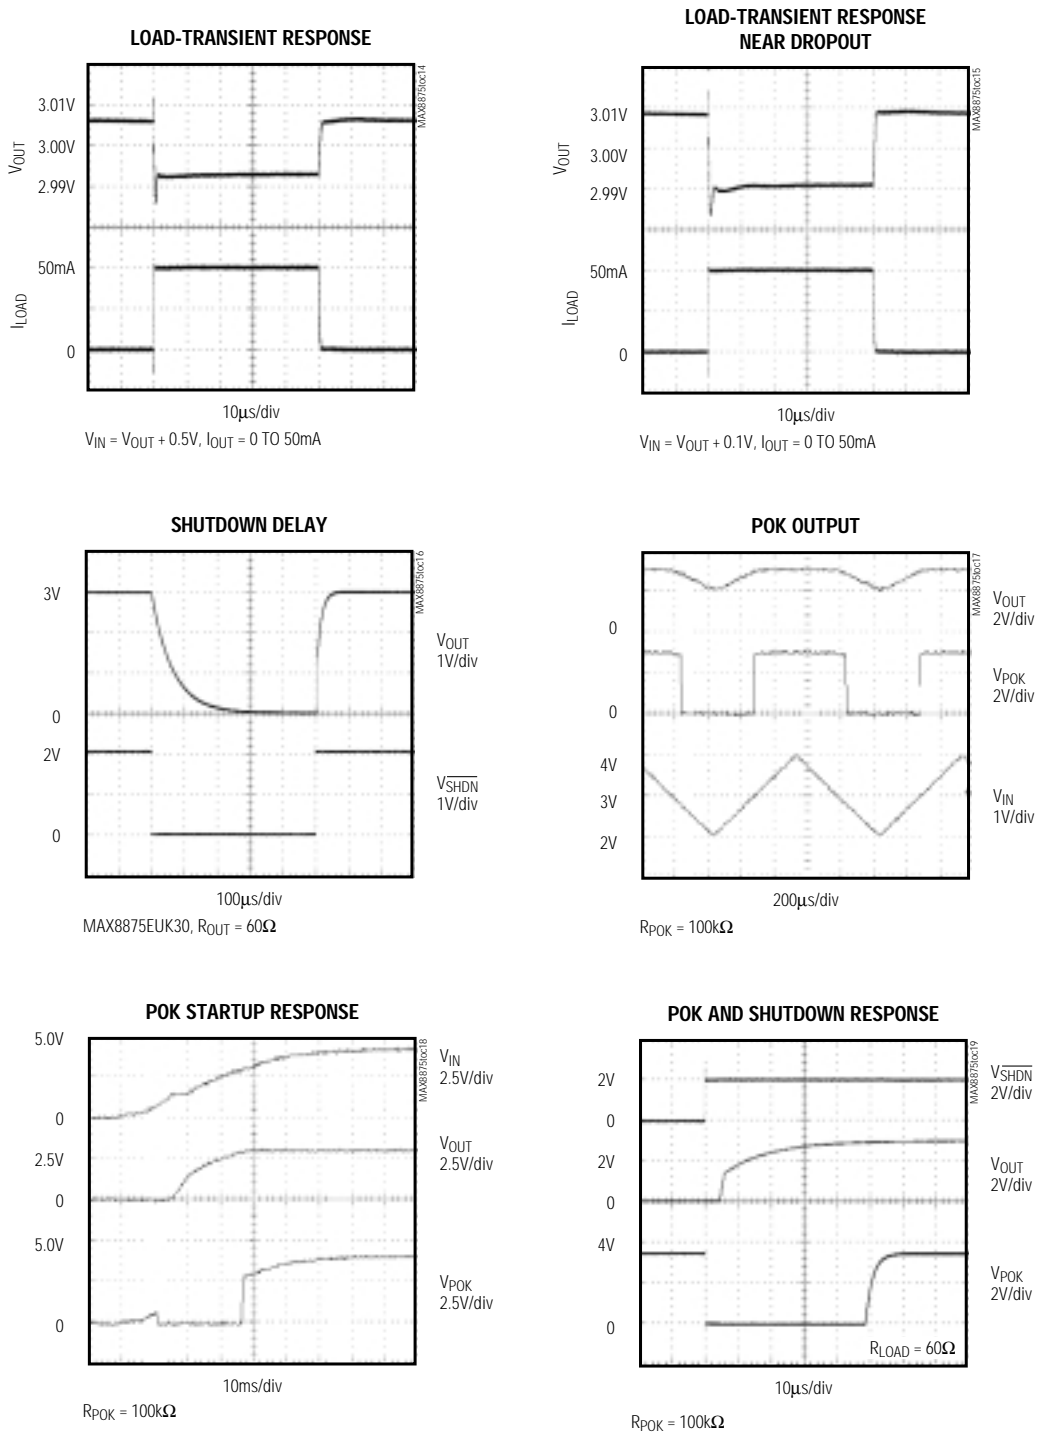 LOAD-TRANSIENT RESPONSE
MAX8875toc14
3.01V
3.00V
2.99V
VOUT
50mA
ILOAD
0
10µs/div
VIN = VOUT + 0.5V, IOUT = 0 TO 50mA
LOAD-TRANSIENT RESPONSE
NEAR DROPOUT
MAX8875toc15
3.01V
3.00V
2.99V
VOUT
50mA
ILOAD
0
10µs/div
VIN = VOUT + 0.1V, IOUT = 0 TO 50mA
SHUTDOWN DELAY
MAX8875toc16
3V
VOUT
1V/div
0
2V
VSHDN
1V/div
0
100µs/div
MAX8875EUK30, ROUT = 60Ω
POK OUTPUT
MAX8875toc17
VOUT
2V/div
0
VPOK
2V/div
0
4V
3V
2V
VIN
1V/div
200µs/div
RPOK = 100kΩ
POK STARTUP RESPONSE
MAX8875toc18
5.0V
VIN
2.5V/div
0
2.5V
VOUT
2.5V/div
0
5.0V
VPOK
2.5V/div
0
10ms/div
RPOK = 100kΩ
POK AND SHUTDOWN RESPONSE
MAX8875toc19
2V
VSHDN
2V/div
0
2V
VOUT
2V/div
0
4V
VPOK
2V/div
0
RLOAD = 60Ω
10µs/div
RPOK = 100kΩ